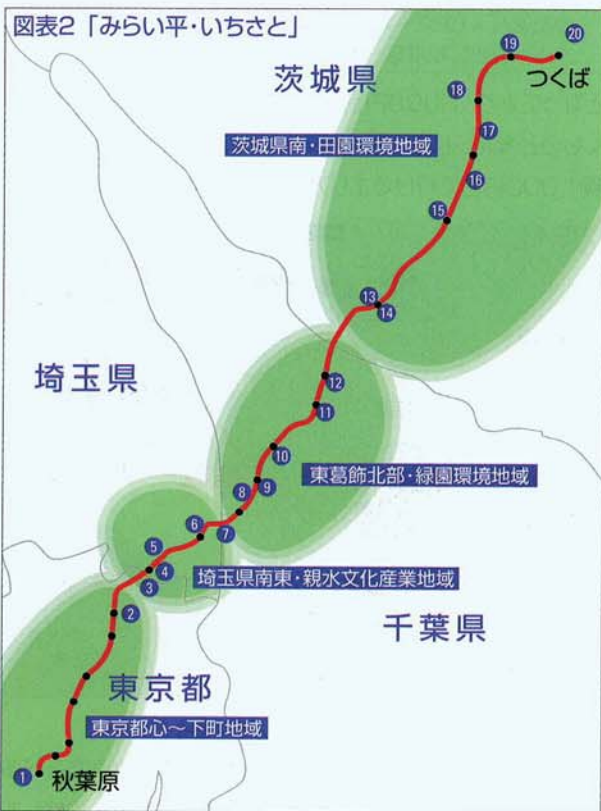 図表2「みらい平・いちさと」
茨城県
つくば
茨城県南・田園環境地域
埼玉県
東葛飾北部・緑園環境地域
埼玉県南東・親水文化産業地域
千葉県
東京都
東京都心～下町地域
秋葉原
20
19
18
17
16
15
13
14
12
11
10
9
8
7
6
5
4
3
2
1